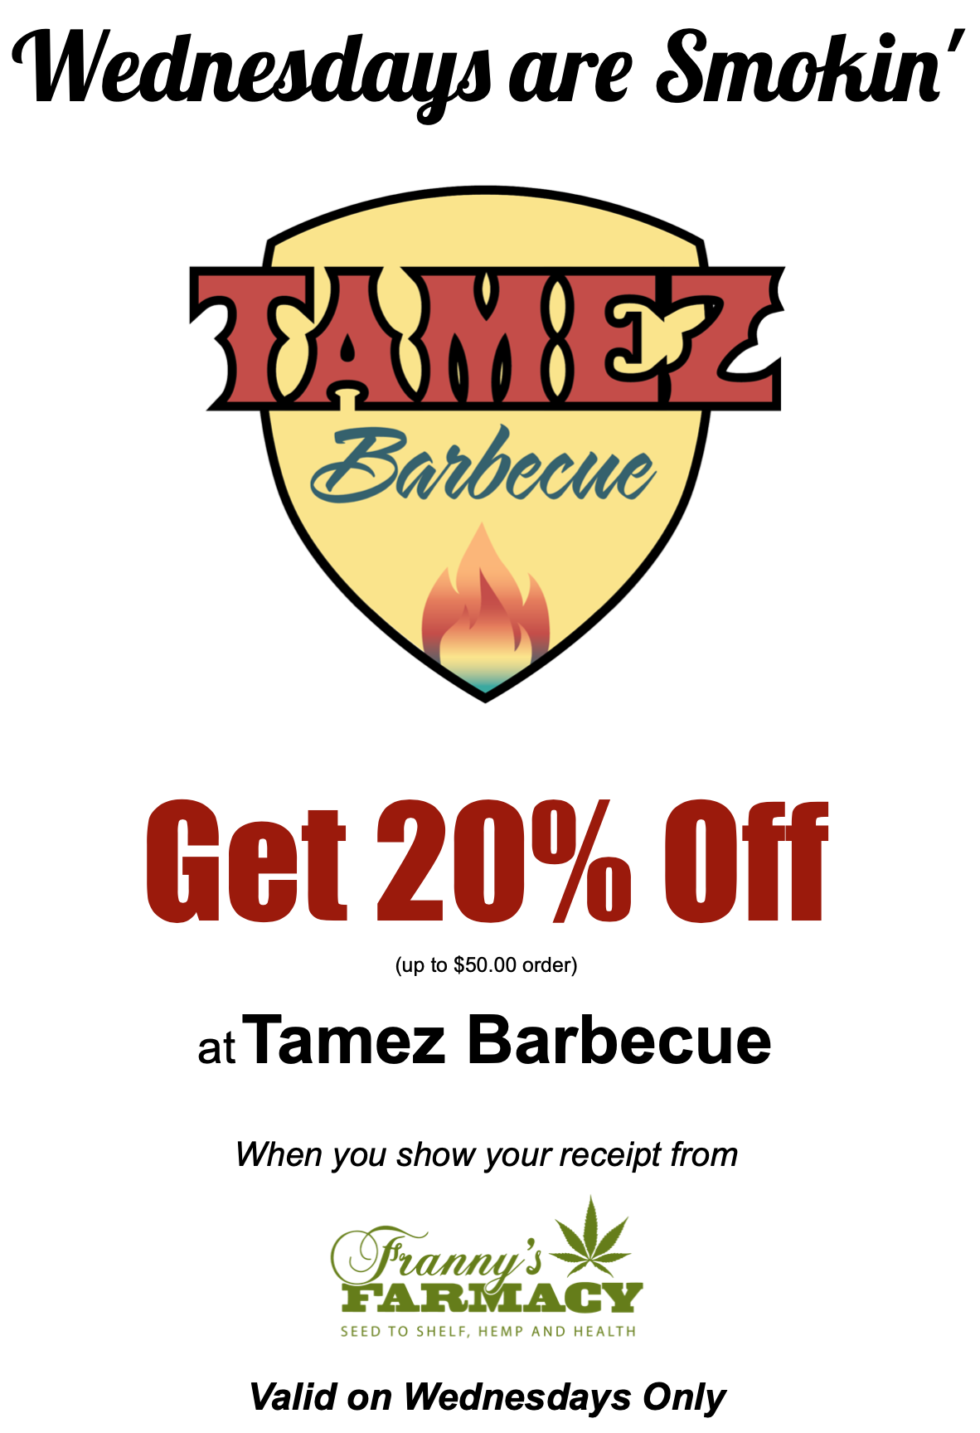 Wednesdays are Smokin'
TAMEZ
Barbecue
Get 20% Off
(up to $50.00 order)
at Tamez Barbecue
When you show your receipt from
Franny's
FARMACY
SEED TO SHELF, HEMP AND HEALTH
Valid on Wednesdays Only